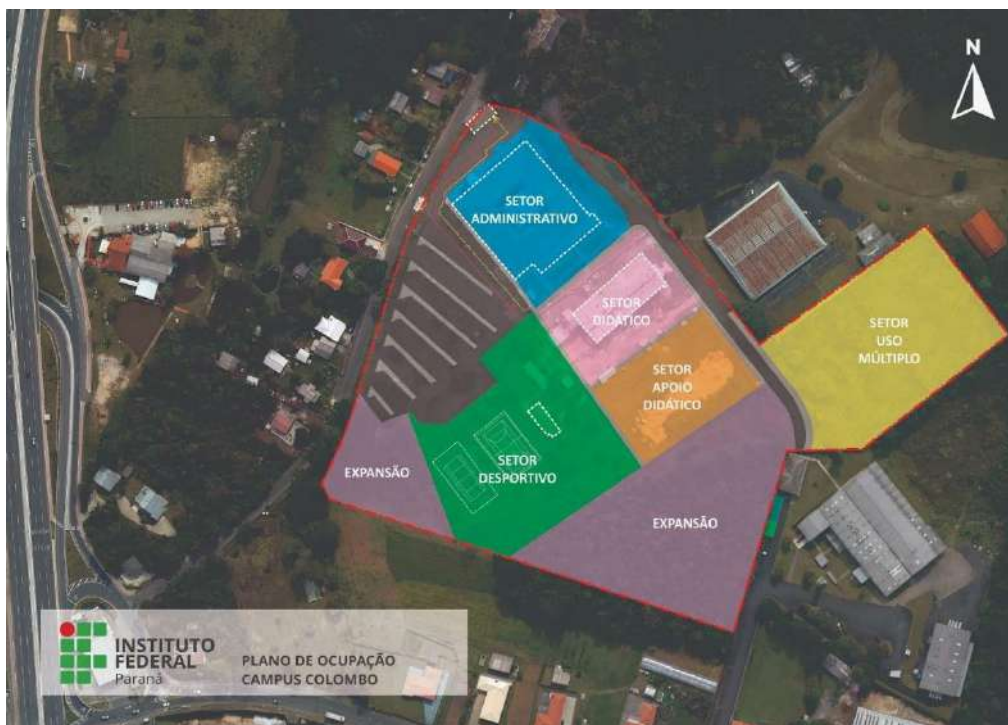 N
SETOR
ADMINISTRATIVO
SETOR
DIDÁTICO
SETOR
USO
MÚLTIPLO
SETOR
APOIO
DIDÁTICO
SETOR
DESPORTIVO
EXPANSÃO
EXPANSÃO
INSTITUTO
FEDERAL
Paraná
PLANO DE OCUPAÇÃO
CAMPUS COLOMBO